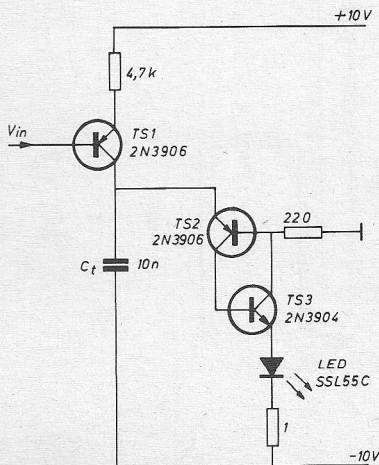 +10V
4,7k
Vin
TS1
2N3906
TS2
2N3906
220
Ct
10n
TS3
2N3904
LED
SSL55C
1
-10V